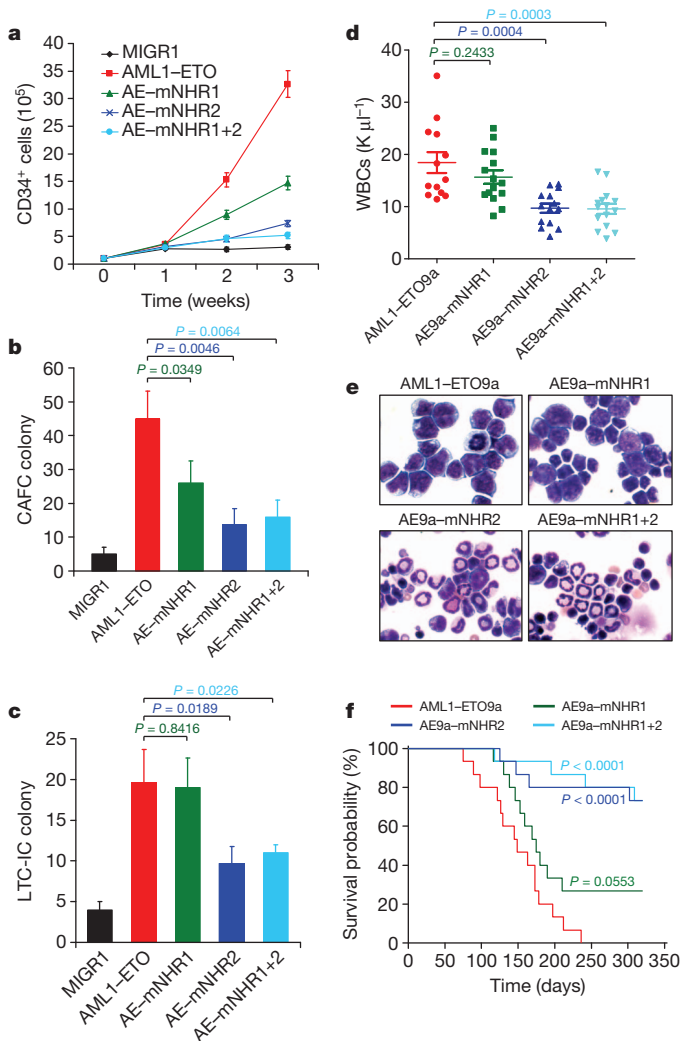 a
MIGR1
AML1–ETO
AE–mNHR1
AE–mNHR2
AE–mNHR1+2
CD34+ cells (10⁵)
40
35
30
25
20
15
10
5
0
0 1 2 3
Time (weeks)
b
P = 0.0064
P = 0.0046
P = 0.0349
CAFC colony
60
50
40
30
20
10
0
MIGR1
AML1–ETO
AE–mNHR1
AE–mNHR2
AE–mNHR1+2
c
P = 0.0226
P = 0.0189
P = 0.8416
LTC-IC colony
25
20
15
10
5
0
MIGR1
AML1–ETO
AE–mNHR1
AE–mNHR2
AE–mNHR1+2
d
P = 0.0003
P = 0.0004
P = 0.2433
WBCs (K µl⁻¹)
40
30
20
10
0
AML1–ETO9a
AE9a–mNHR1
AE9a–mNHR2
AE9a–mNHR1+2
e
AML1–ETO9a AE9a–mNHR1
AE9a–mNHR2 AE9a–mNHR1+2
f
AML1–ETO9a AE9a–mNHR1
AE9a–mNHR2 AE9a–mNHR1+2
Survival probability (%)
100
80
60
40
20
0
P < 0.0001
P < 0.0001
P = 0.0553
0 50 100 150 200 250 300 350
Time (days)